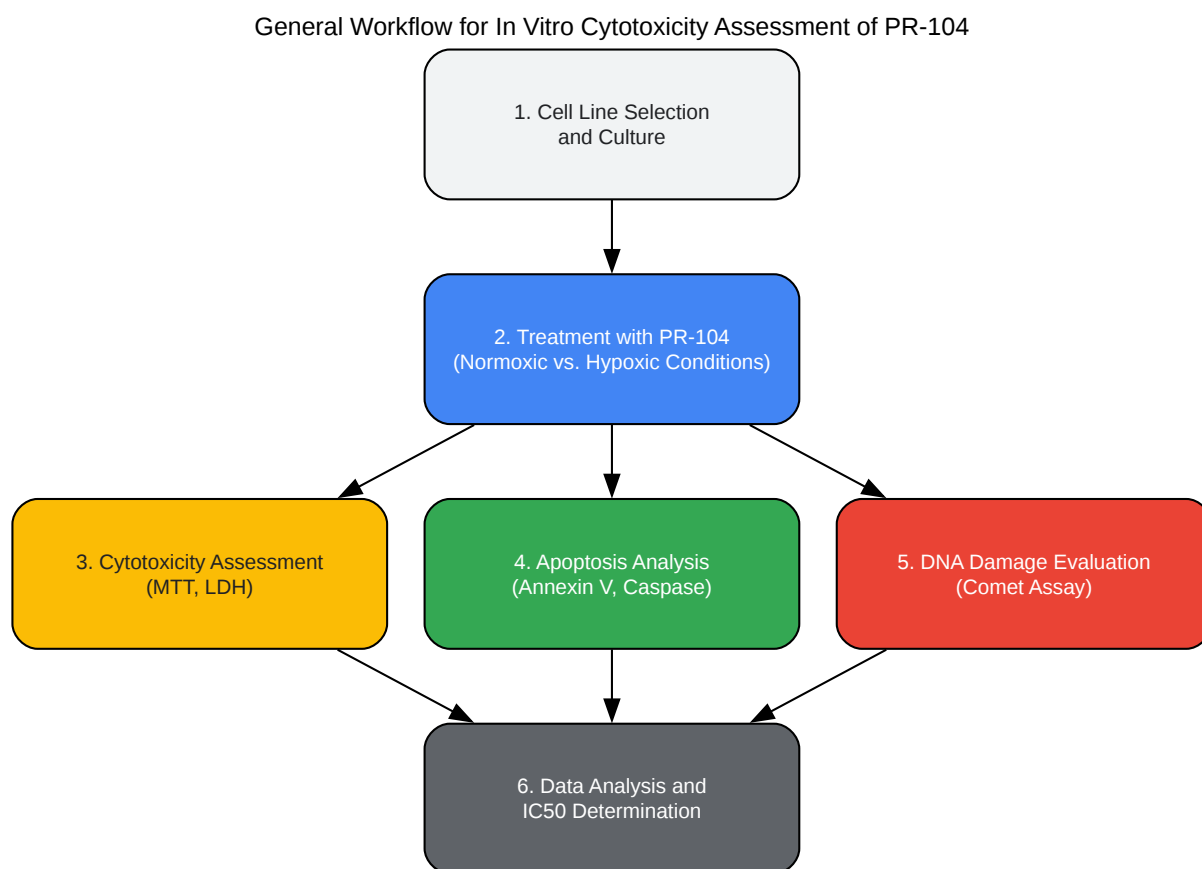 General Workflow for In Vitro Cytotoxicity Assessment of PR-104
1. Cell Line Selection
and Culture
2. Treatment with PR-104
(Normoxic vs. Hypoxic Conditions)
3. Cytotoxicity Assessment
(MTT, LDH)
4. Apoptosis Analysis
(Annexin V, Caspase)
5. DNA Damage Evaluation
(Comet Assay)
6. Data Analysis and
IC50 Determination